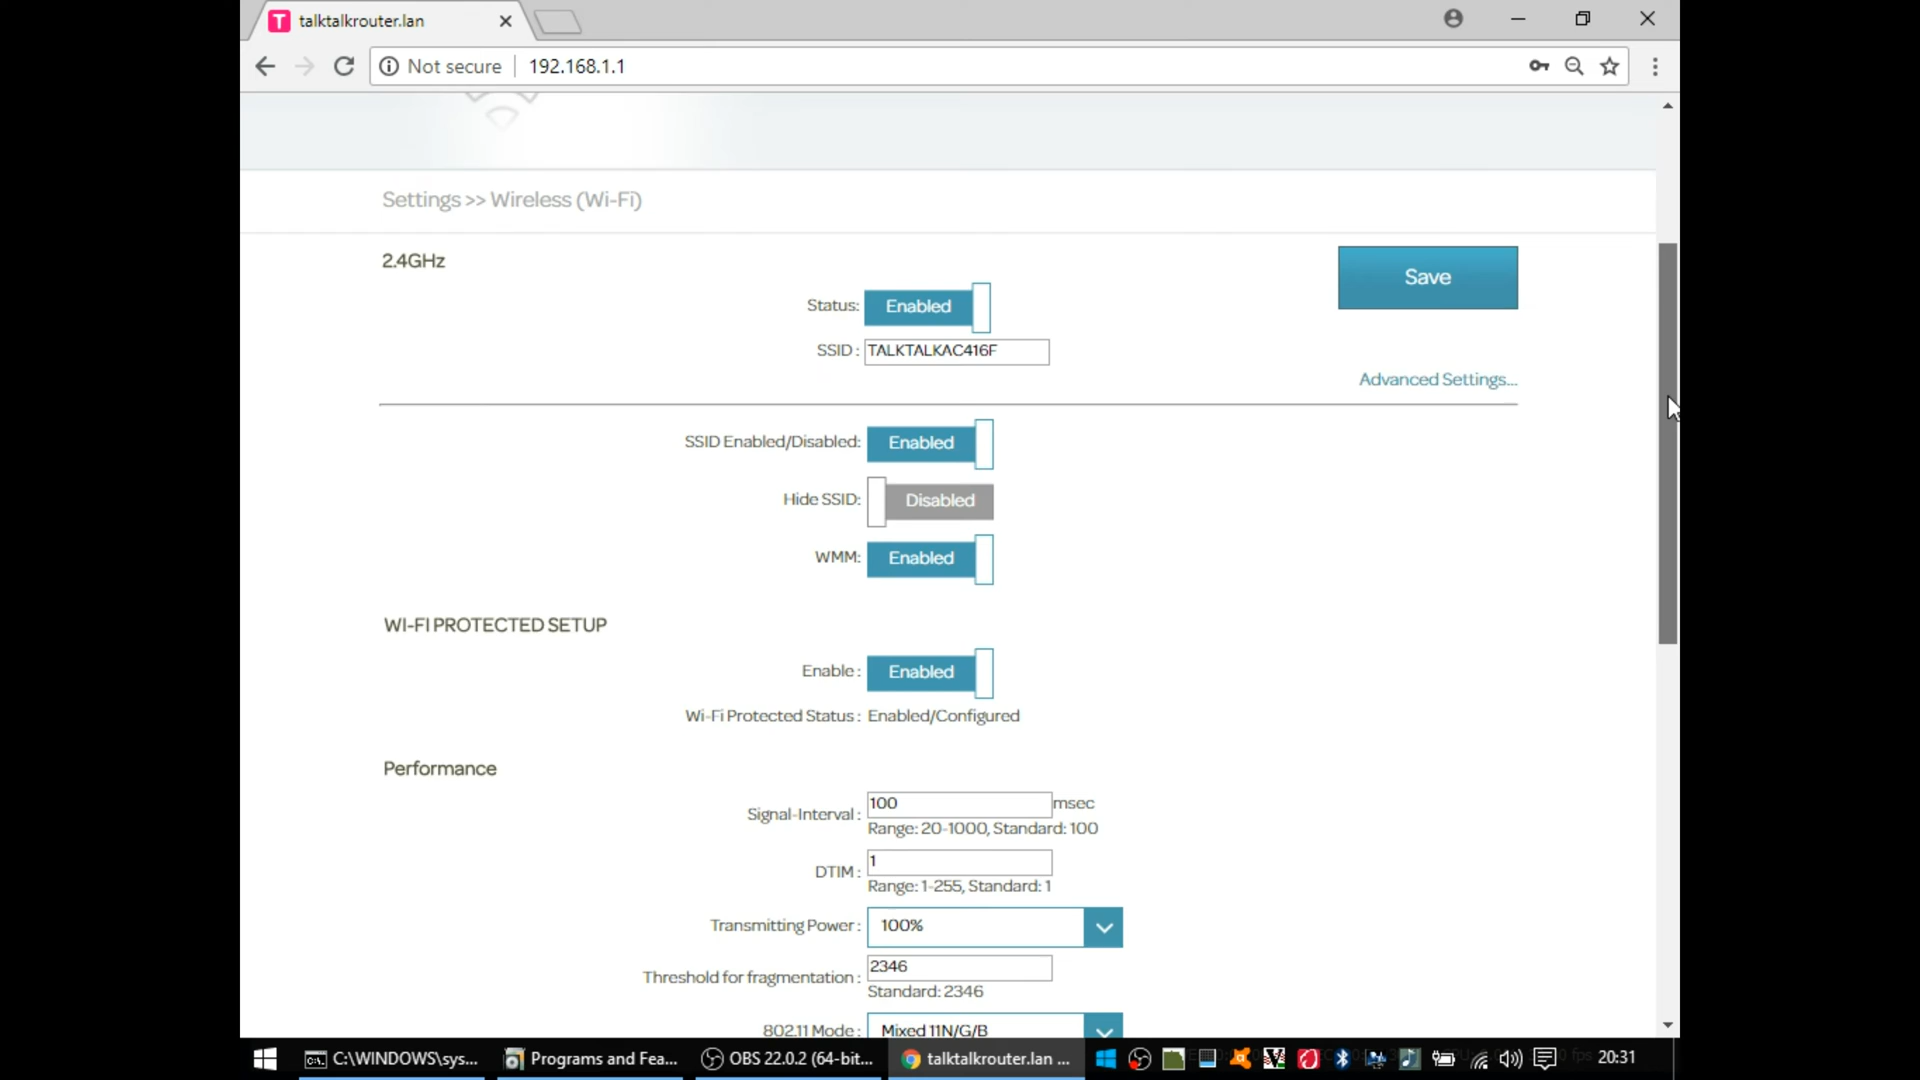 talktalkrouter.lan
Not secure 192.168.1.1
Settings >> Wireless (Wi-Fi)
2.4GHz
Save
Status: Enabled
SSID : TALKTALKAC416F
Advanced Settings...
SSID Enabled/Disabled: Enabled
Hide SSID: Disabled
WMM: Enabled
WI-FI PROTECTED SETUP
Enable : Enabled
Wi-Fi Protected Status : Enabled/Configured
Performance
Signal-Interval : 100 msec
Range: 20-1000, Standard: 100
DTIM : 1
Range: 1-255, Standard: 1
Transmitting Power : 100%
Threshold for fragmentation : 2346
Standard: 2346
802.11 Mode : Mixed 11N/G/B
C:\WINDOWS\sys... Programs and Fea... OBS 22.0.2 (64-bit... talktalkrouter.lan ... 20:31